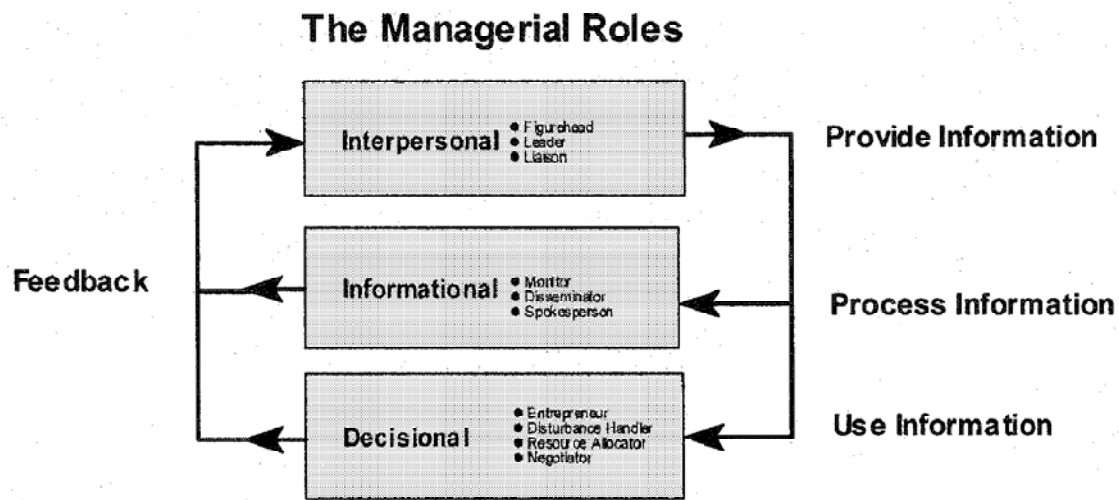 The Managerial Roles
Interpersonal
• Figurehead
• Leader
• Liaison
Provide Information
Feedback
Informational
• Monitor
• Disseminator
• Spokesperson
Process Information
Decisional
• Entrepreneur
• Disturbance Handler
• Resource Allocator
• Negotiator
Use Information